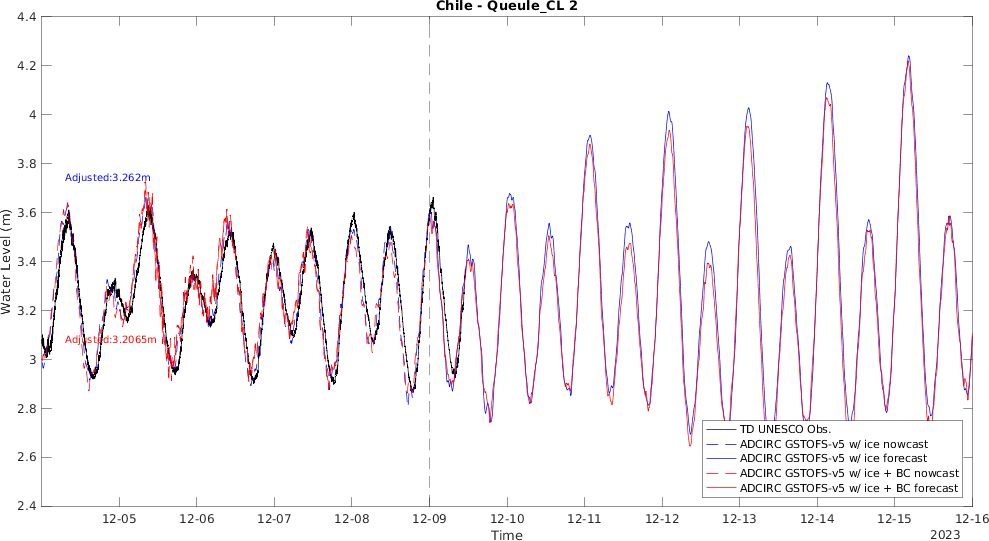 Chile - Queule_CL 2
4.4
4.2
4
3.8
3.6
3.4
3.2
3
2.8
2.6
2.4
Water Level (m)
Adjusted:3.262m
Adjusted:3.2065m
TD UNESCO Obs.
ADCIRC GSTOFS-v5 w/ ice nowcast
ADCIRC GSTOFS-v5 w/ ice forecast
ADCIRC GSTOFS-v5 w/ ice + BC nowcast
ADCIRC GSTOFS-v5 w/ ice + BC forecast
12-05 12-06 12-07 12-08 12-09 12-10 12-11 12-12 12-13 12-14 12-15 12-16
Time
2023